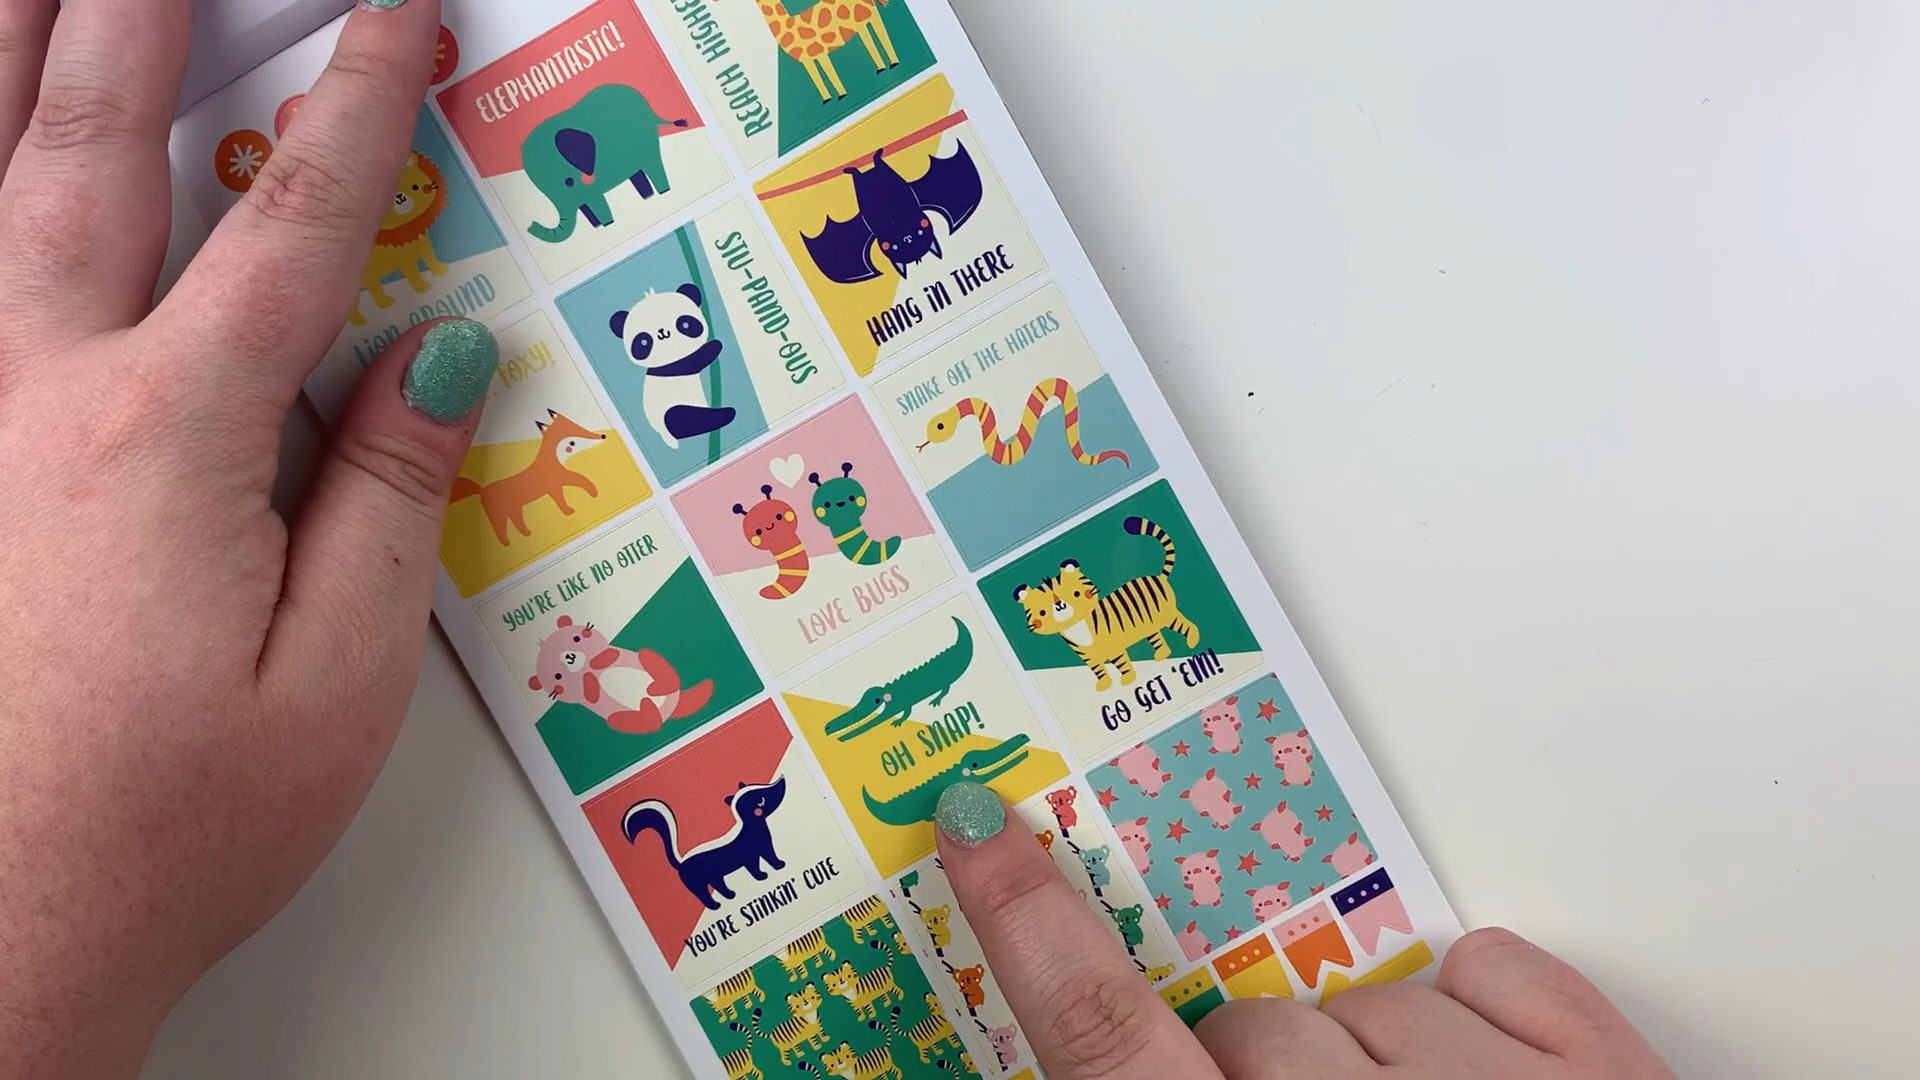 ELEPHANTASTIC!
REACH HIGHE
LION AROUND
STU-PAND-OUS
HANG IN THERE
FOXY!
SNAKE OFF THE HATERS
YOU'RE LIKE NO OTTER
LOVE BUGS
GO GET 'EM!
OH SNAP!
YOU'RE STINKIN' CUTE